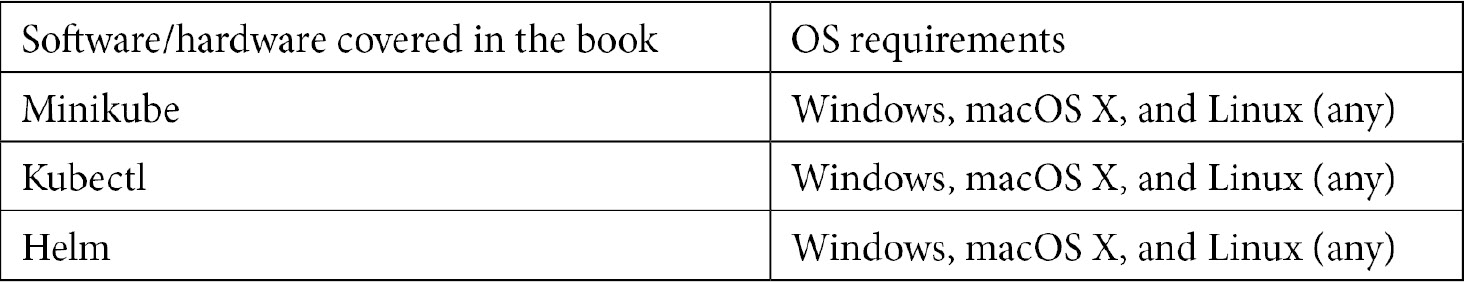 Software/hardware covered in the book OS requirements
Minikube Windows, macOS X, and Linux (any)
Kubectl Windows, macOS X, and Linux (any)
Helm Windows, macOS X, and Linux (any)